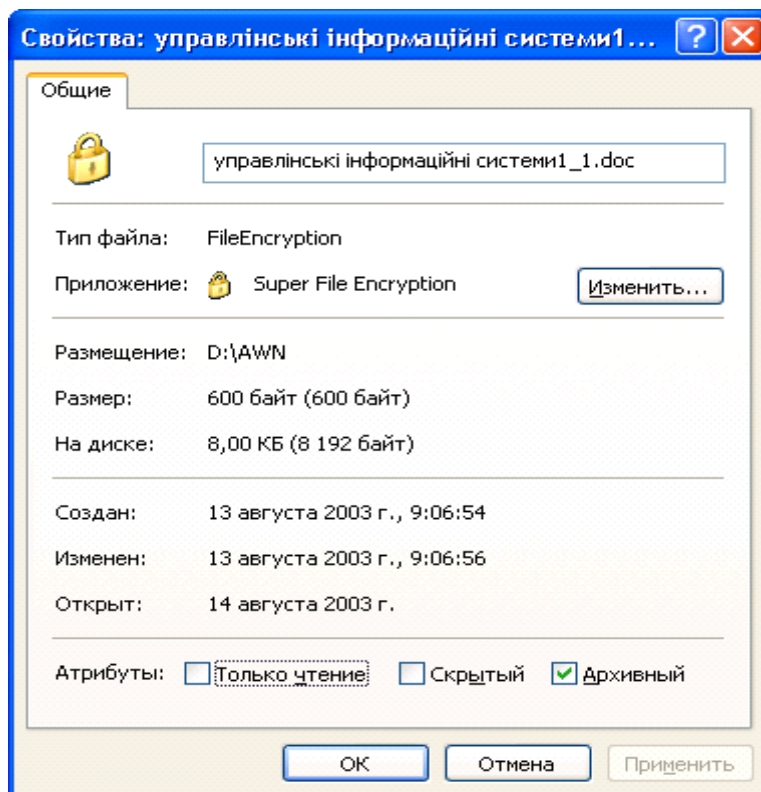 Свойства: управлінські інформаційні системи1...
Общие
управлінські інформаційні системи1_1.doc
Тип файла: FileEncryption
Приложение: Super File Encryption Изменить...
Размещение: D:\AWN
Размер: 600 байт (600 байт)
На диске: 8,00 КБ (8 192 байт)
Создан: 13 августа 2003 г., 9:06:54
Изменен: 13 августа 2003 г., 9:06:56
Открыт: 14 августа 2003 г.
Атрибуты: Только чтение Скрытый Архивный
ОК Отмена Применить